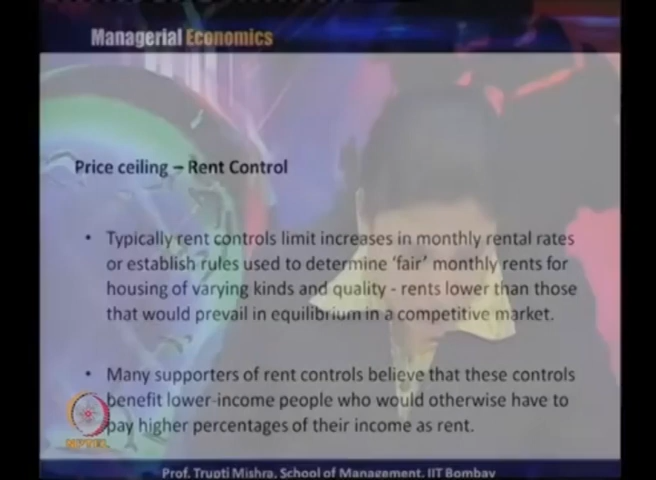 Managerial Economics
Price ceiling – Rent Control
• Typically rent controls limit increases in monthly rental rates
or establish rules used to determine 'fair' monthly rents for
housing of varying kinds and quality - rents lower than those
that would prevail in equilibrium in a competitive market.
• Many supporters of rent controls believe that these controls
benefit lower-income people who would otherwise have to
pay higher percentages of their income as rent.
NPTEL
Prof. Trupti Mishra, School of Management, IIT Bombay